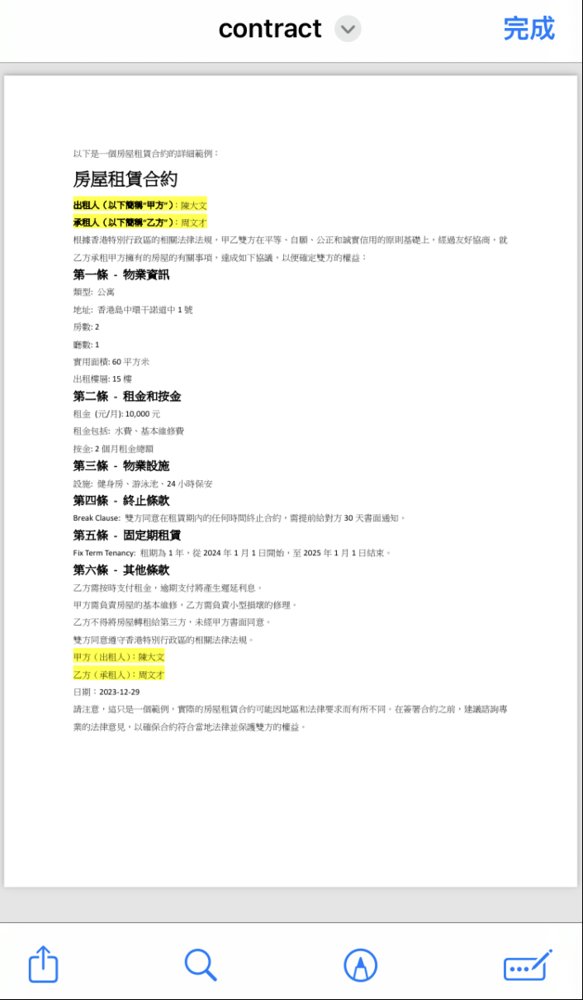 contract
完成
以下是一個房屋租賃合約的詳細範例：
房屋租賃合約
出租人（以下簡稱“甲方”）：陳大文
承租人（以下簡稱“乙方”）：周文才
根據香港特別行政區的相關法律法規，甲乙雙方在平等、自願、公正和誠實信用的原則基礎上，經過友好協商，就
乙方承租甲方擁有的房屋的有關事項，達成如下協議，以便確定雙方的權益：
第一條 - 物業資訊
類型: 公寓
地址: 香港島中環干諾道中 1 號
房數: 2
廳數: 1
實用面積: 60 平方米
出租樓層: 15 樓
第二條 - 租金和按金
租金 (元/月): 10,000 元
租金包括: 水費、基本維修費
按金: 2 個月租金總額
第三條 - 物業設施
設施: 健身房、游泳池、24 小時保安
第四條 - 終止條款
Break Clause: 雙方同意在租賃期內的任何時間終止合約，需提前給對方 30 天書面通知。
第五條 - 固定期租賃
Fix Term Tenancy: 租期為 1 年，從 2024 年 1 月 1 日開始，至 2025 年 1 月 1 日結束。
第六條 - 其他條款
乙方需按時支付租金，逾期支付將產生遲延利息。
甲方需負責房屋的基本維修，乙方需負責小型損壞的修理。
乙方不得將房屋轉租給第三方，未經甲方書面同意。
雙方同意遵守香港特別行政區的相關法律法規。
甲方（出租人）：陳大文
乙方（承租人）：周文才
日期：2023-12-29
請注意，這只是一個範例，實際的房屋租賃合約可能因地區和法律要求而有所不同。在簽署合約之前，建議諮詢專
業的法律意見，以確保合約符合當地法律並保護雙方的權益。